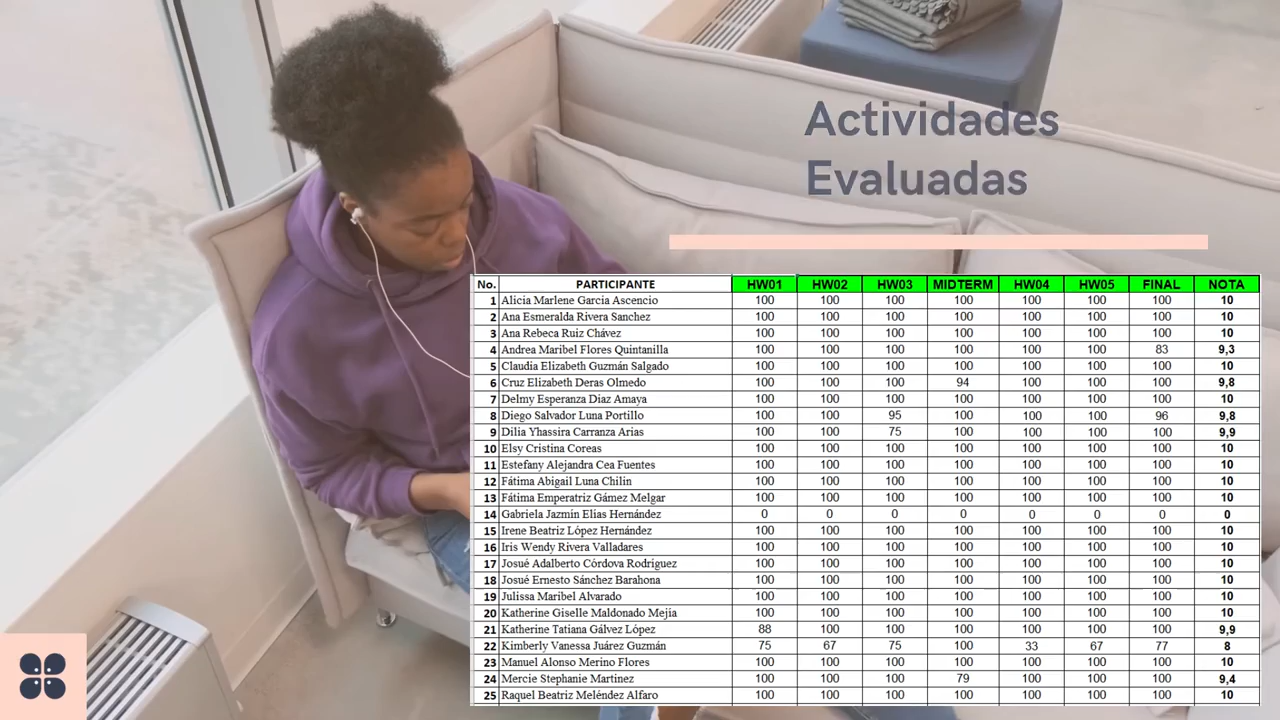 Actividades
Evaluadas
No. PARTICIPANTE HW01 HW02 HW03 MIDTERM HW04 HW05 FINAL NOTA
1 Alicia Marlene Garcia Ascencio 100 100 100 100 100 100 100 10
2 Ana Esmeralda Rivera Sanchez 100 100 100 100 100 100 100 10
3 Ana Rebeca Ruiz Chávez 100 100 100 100 100 100 100 10
4 Andrea Maribel Flores Quintanilla 100 100 100 100 100 100 83 9,3
5 Claudia Elizabeth Guzmán Salgado 100 100 100 100 100 100 100 10
6 Cruz Elizabeth Deras Olmedo 100 100 100 94 100 100 100 9,8
7 Delmy Esperanza Diaz Amaya 100 100 100 100 100 100 100 10
8 Diego Salvador Luna Portillo 100 100 95 100 100 100 96 9,8
9 Dilia Yhassira Carranza Arias 100 100 75 100 100 100 100 9,9
10 Elsy Cristina Coreas 100 100 100 100 100 100 100 10
11 Estefany Alejandra Cea Fuentes 100 100 100 100 100 100 100 10
12 Fátima Abigail Luna Chilin 100 100 100 100 100 100 100 10
13 Fátima Emperatriz Gámez Melgar 100 100 100 100 100 100 100 10
14 Gabriela Jazmin Elias Hernández 0 0 0 0 0 0 0 0
15 Irene Beatriz López Hernández 100 100 100 100 100 100 100 10
16 Iris Wendy Rivera Valladares 100 100 100 100 100 100 100 10
17 Josué Adalberto Córdova Rodriguez 100 100 100 100 100 100 100 10
18 Josué Ernesto Sánchez Barahona 100 100 100 100 100 100 100 10
19 Julissa Maribel Alvarado 100 100 100 100 100 100 100 10
20 Katherine Giselle Maldonado Mejia 100 100 100 100 100 100 100 10
21 Katherine Tatiana Gálvez López 88 100 100 100 100 100 100 9,9
22 Kimberly Vanessa Juárez Guzmán 75 67 75 100 33 67 77 8
23 Manuel Alonso Merino Flores 100 100 100 100 100 100 100 10
24 Mercie Stephanie Martinez 100 100 100 79 100 100 100 9,4
25 Raquel Beatriz Meléndez Alfaro 100 100 100 100 100 100 100 10